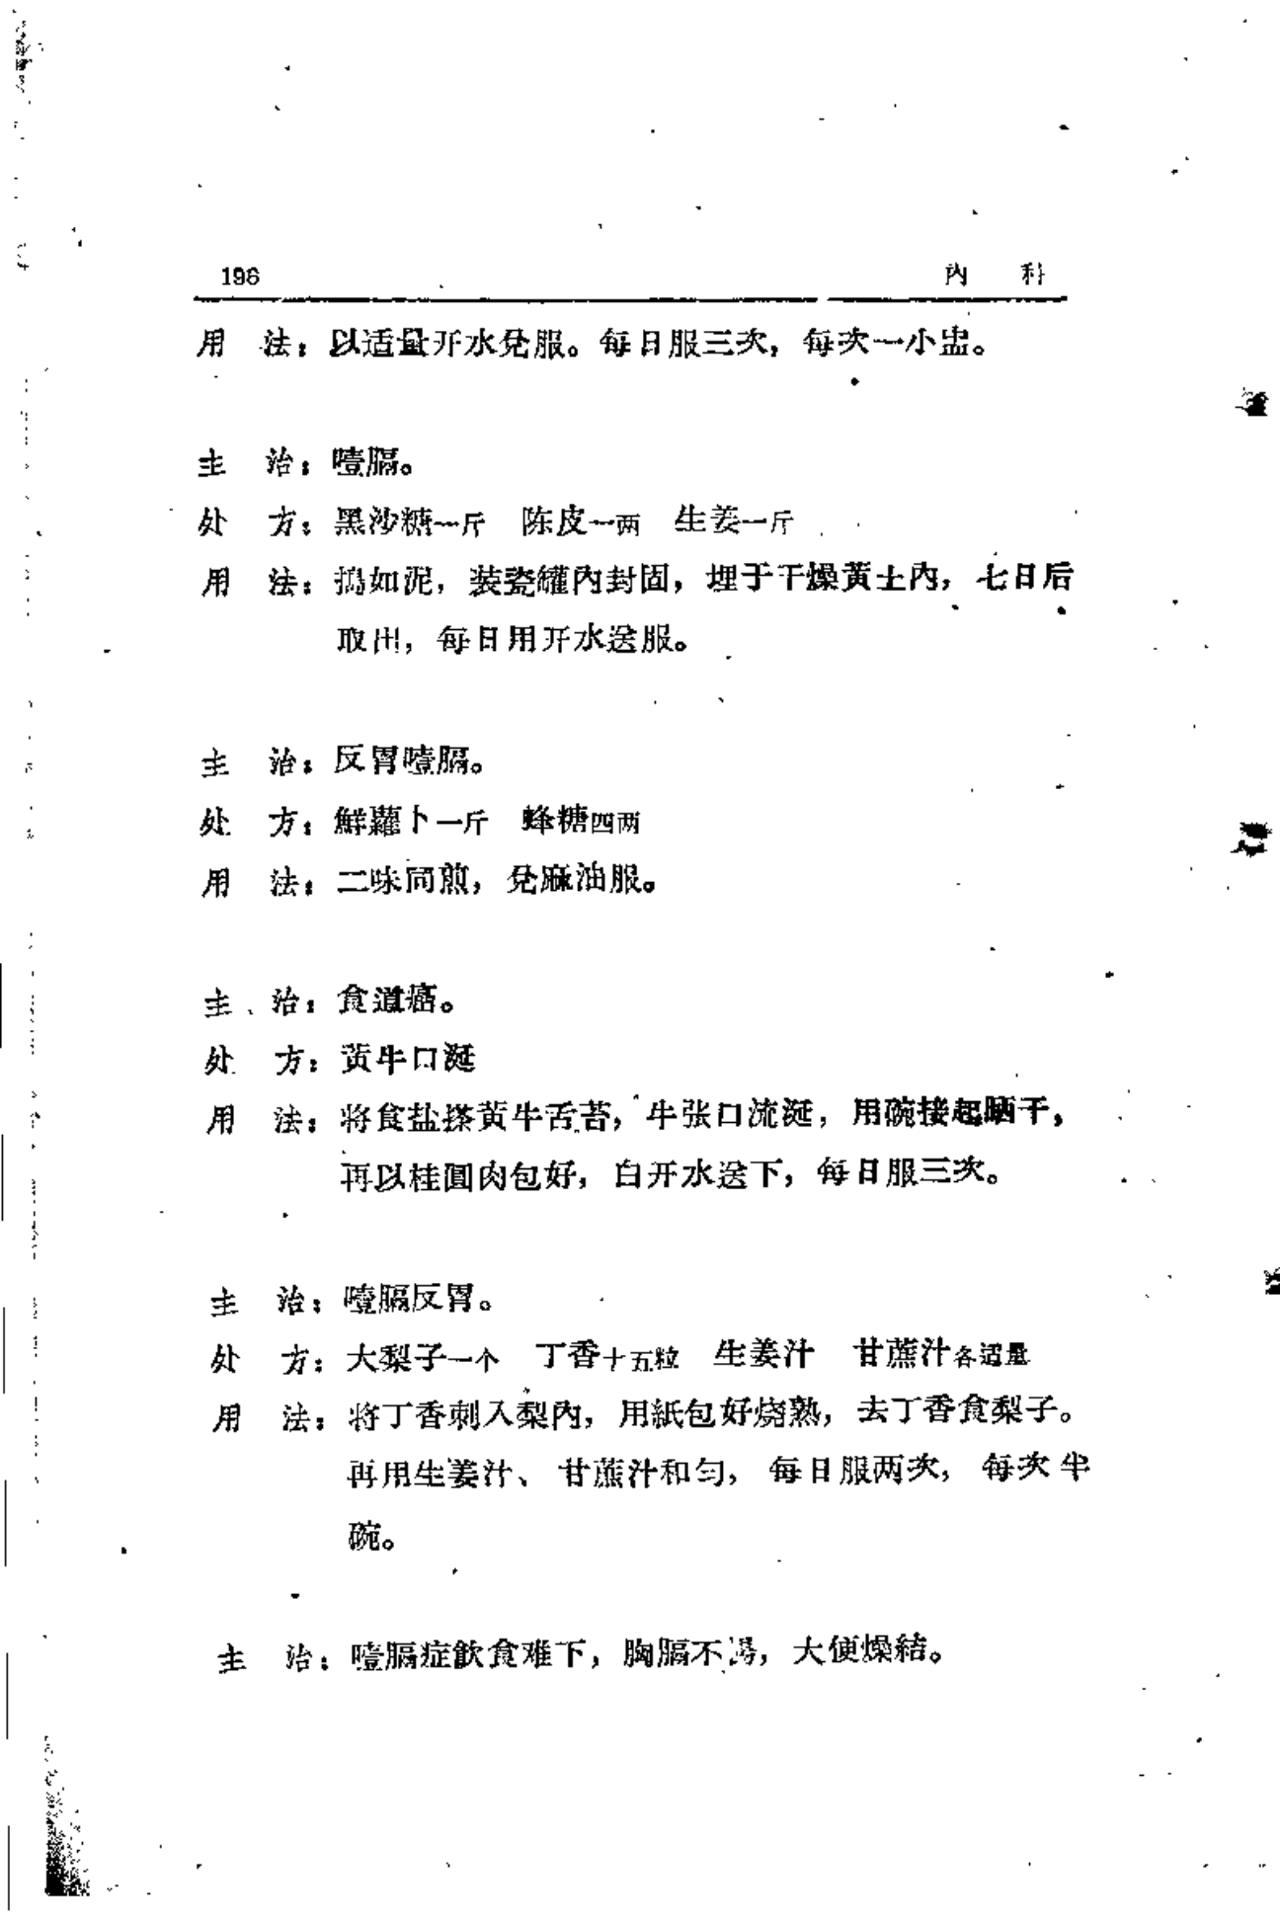 196 內 科
用 法：以适量开水兌服。每日服三次，每次一小盅。
主 治：噎膈。
处 方：黑沙糖一斤 陈皮一两 生姜一斤
用 法：搗如泥，装瓷罐內封固，埋于干燥黃土內，七日后
取出，每日用开水送服。
主 治：反胃噎膈。
处 方：鮮蘿卜一斤 蜂糖四两
用 法：二味同煎，兌麻油服。
主 治：食道癌。
处 方：黃牛口涎
用 法：将食盐搽黃牛舌苔，牛张口流涎，用碗接起晒干，
再以桂圓肉包好，白开水送下，每日服三次。
主 治：噎膈反胃。
处 方：大梨子一个 丁香十五粒 生姜汁 甘蔗汁各适量
用 法：将丁香刺入梨內，用紙包好烧熟，去丁香食梨子。
再用生姜汁、甘蔗汁和匀，每日服两次，每次半
碗。
主 治：噎膈症飲食难下，胸膈不舒，大便燥結。